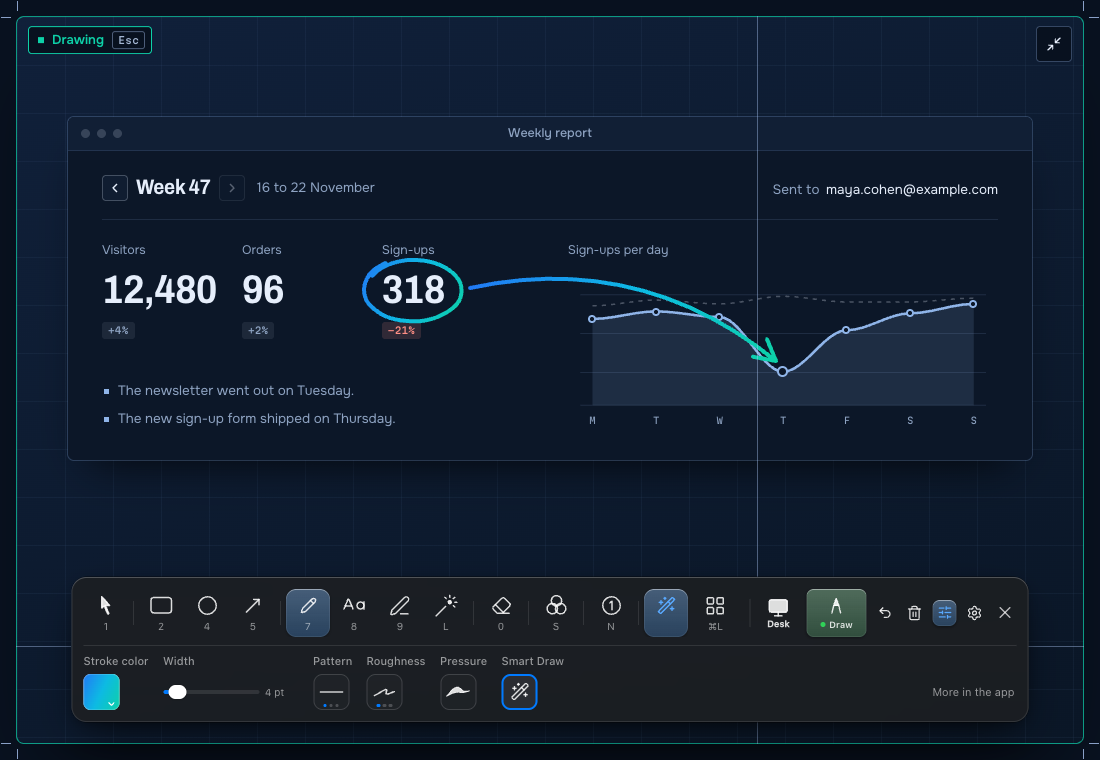 Drawing Esc
Weekly report
Week 47 16 to 22 November
Sent to maya.cohen@example.com
Visitors Orders Sign-ups Sign-ups per day
12,480 96 318
+4% +2% −21%
The newsletter went out on Tuesday.
The new sign-up form shipped on Thursday.
M T W T F S S
Aa 1
1 2 4 5 7 8 9 L 0 S N ⌘L Desk Draw
Stroke color Width Pattern Roughness Pressure Smart Draw
4 pt More in the app